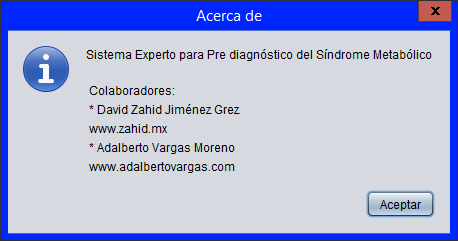 Acerca de
x
Sistema Experto para Pre diagnóstico del Síndrome Metabólico
Colaboradores:
* David Zahid Jiménez Grez
www.zahid.mx
* Adalberto Vargas Moreno
www.adalbertovargas.com
Aceptar